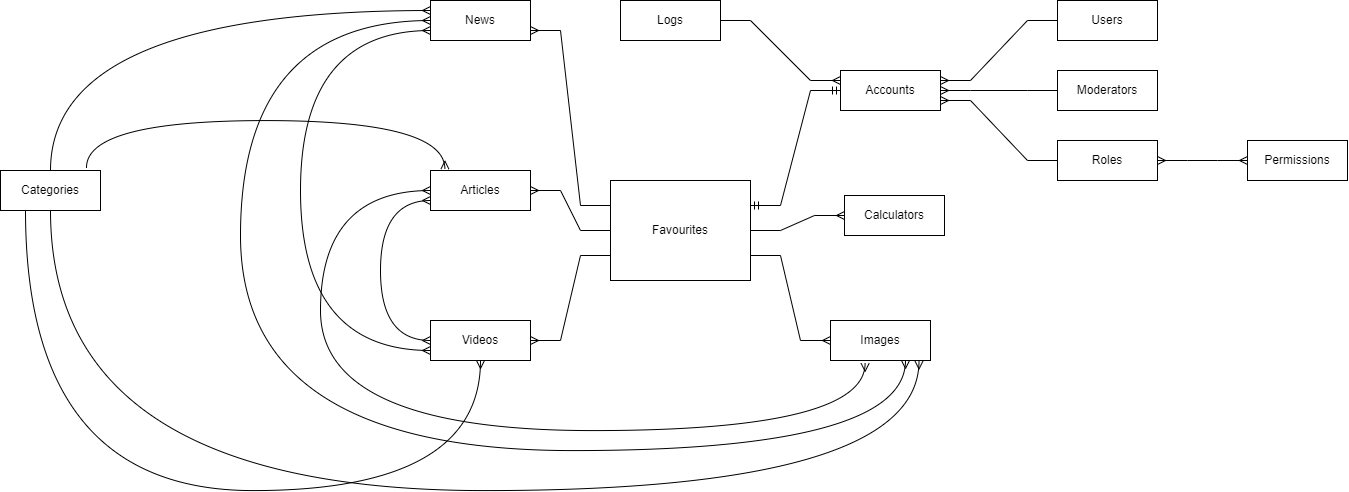 News
Logs
Users
Accounts
Moderators
Roles
Permissions
Categories
Articles
Favourites
Calculators
Videos
Images